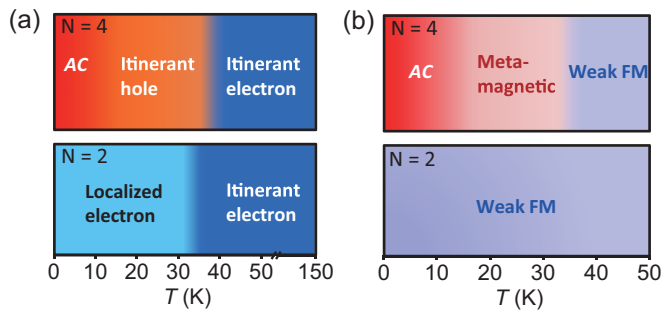 (a)
N = 4
AC
Itinerant
hole
Itinerant
electron
N = 2
Localized
electron
Itinerant
electron
0 10 20 30 40 50 150
T (K)
(b)
N = 4
AC
Meta-
magnetic
Weak FM
N = 2
Weak FM
0 10 20 30 40 50
T (K)